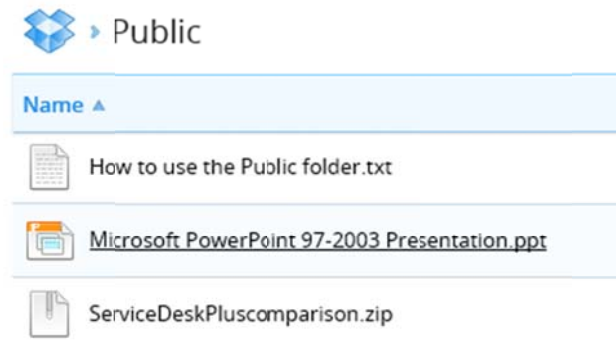 Public
Name
How to use the Public folder.txt
Microsoft PowerPoint 97-2003 Presentation.ppt
ServiceDeskPluscomparison.zip